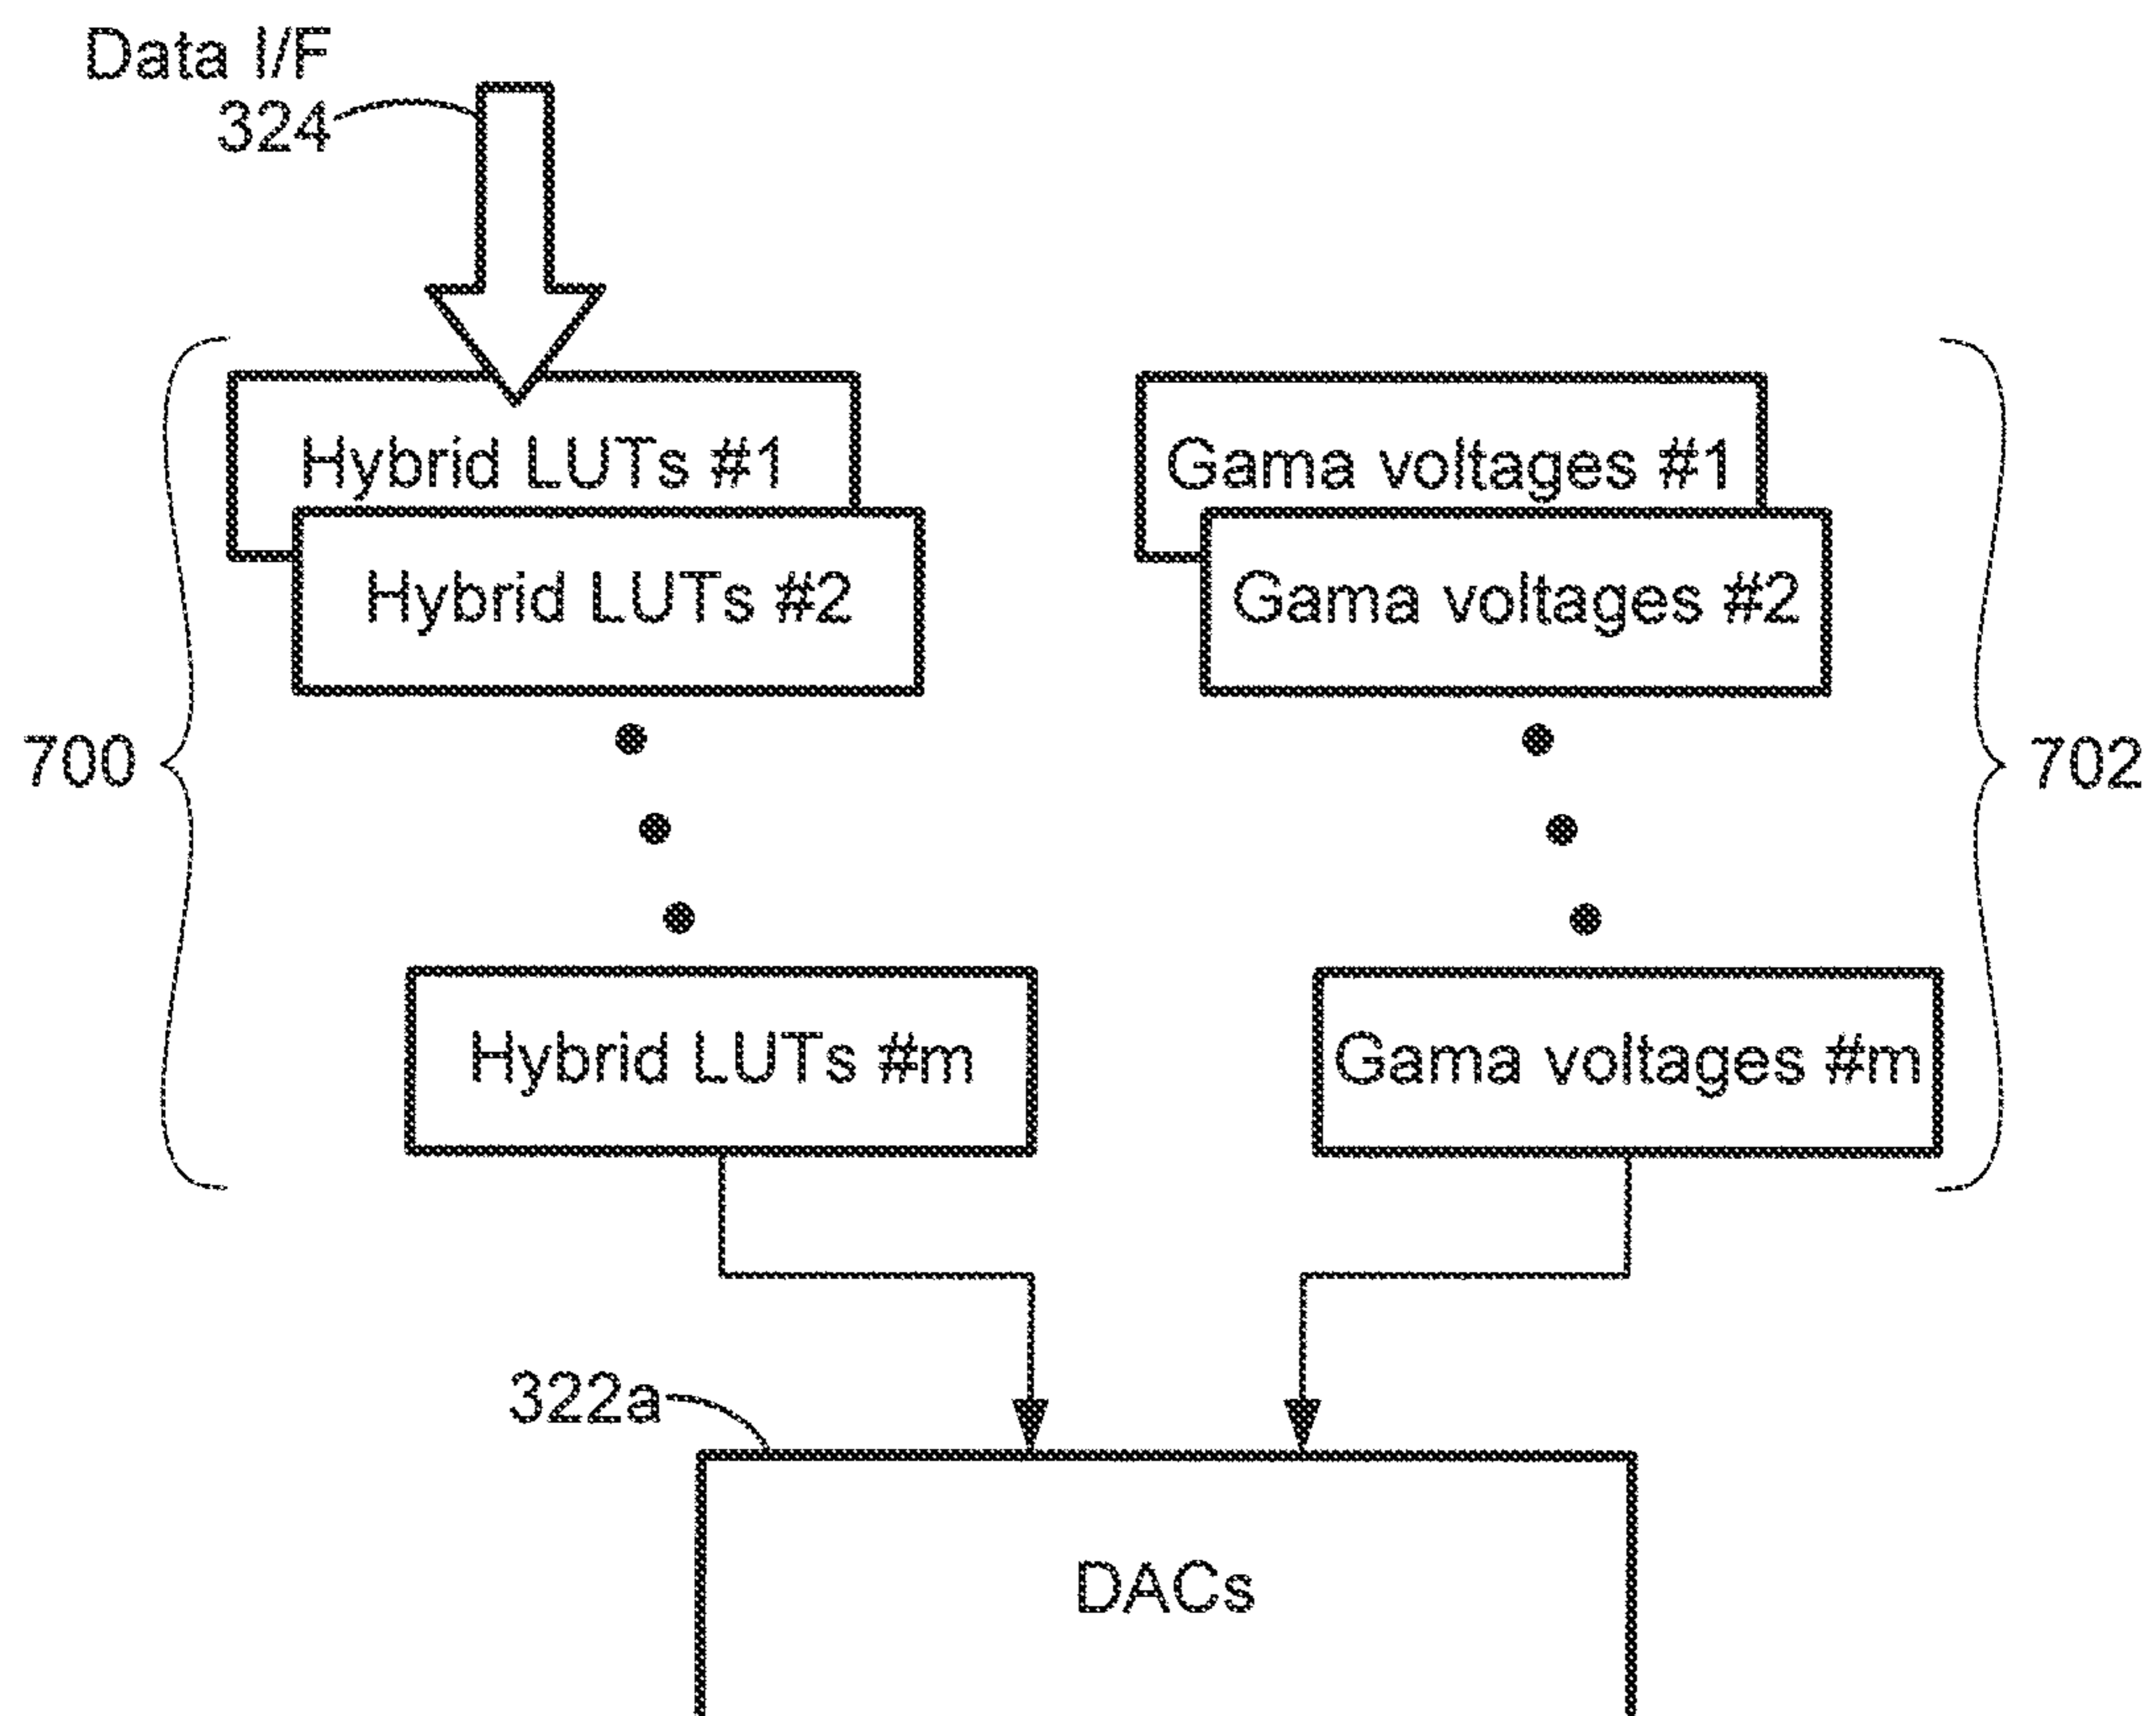 Data I/F
324
Hybrid LUTs #1
Gama voltages #1
Hybrid LUTs #2
Gama voltages #2
700
702
Hybrid LUTs #m
Gama voltages #m
322a
DACs